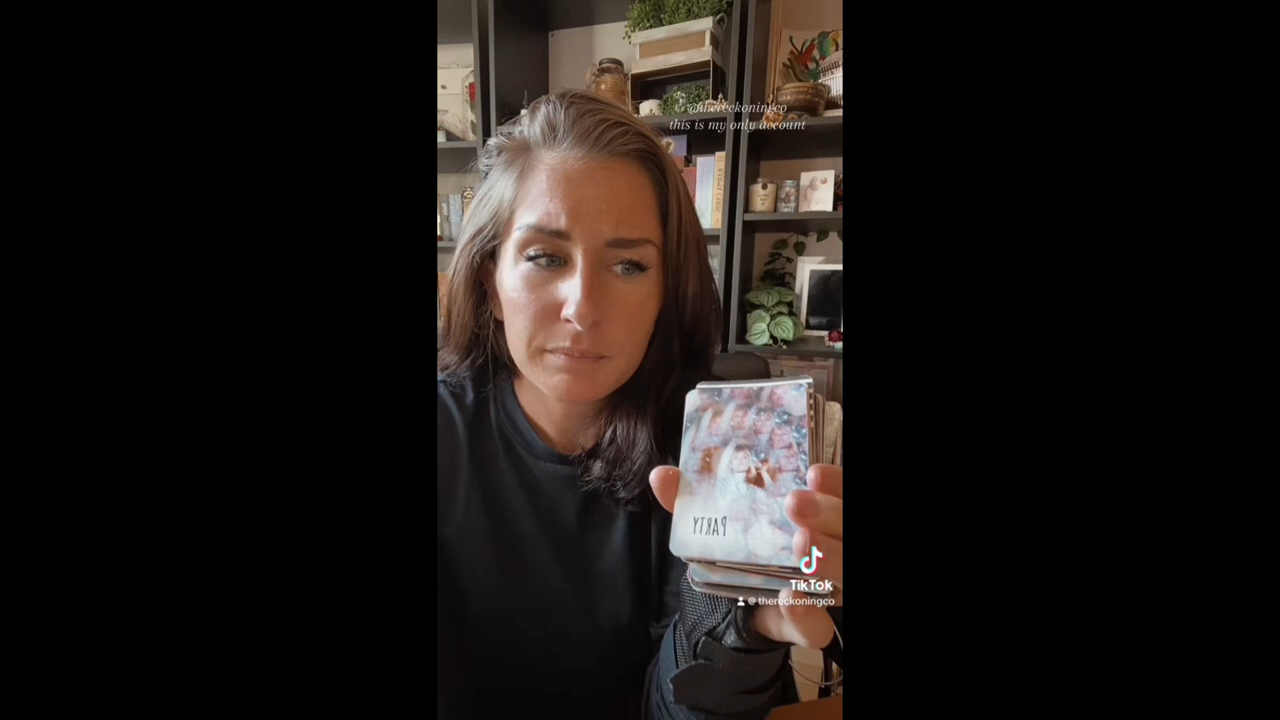 @thereckoningco
this is my only account
PARTY
TikTok
@ thereckoningco